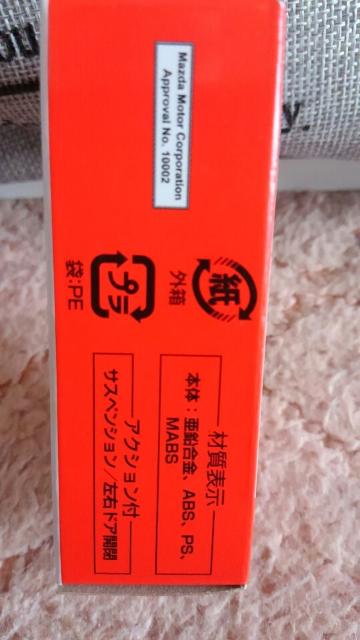 you
y.
Mazda Motor Corporation
Approval No. 10002
紙
外箱
プラ
袋:PE
材質表示
本体：亜鉛合金、ABS、PS、
MABS
アクション付
サスペンション／左右ドア開閉